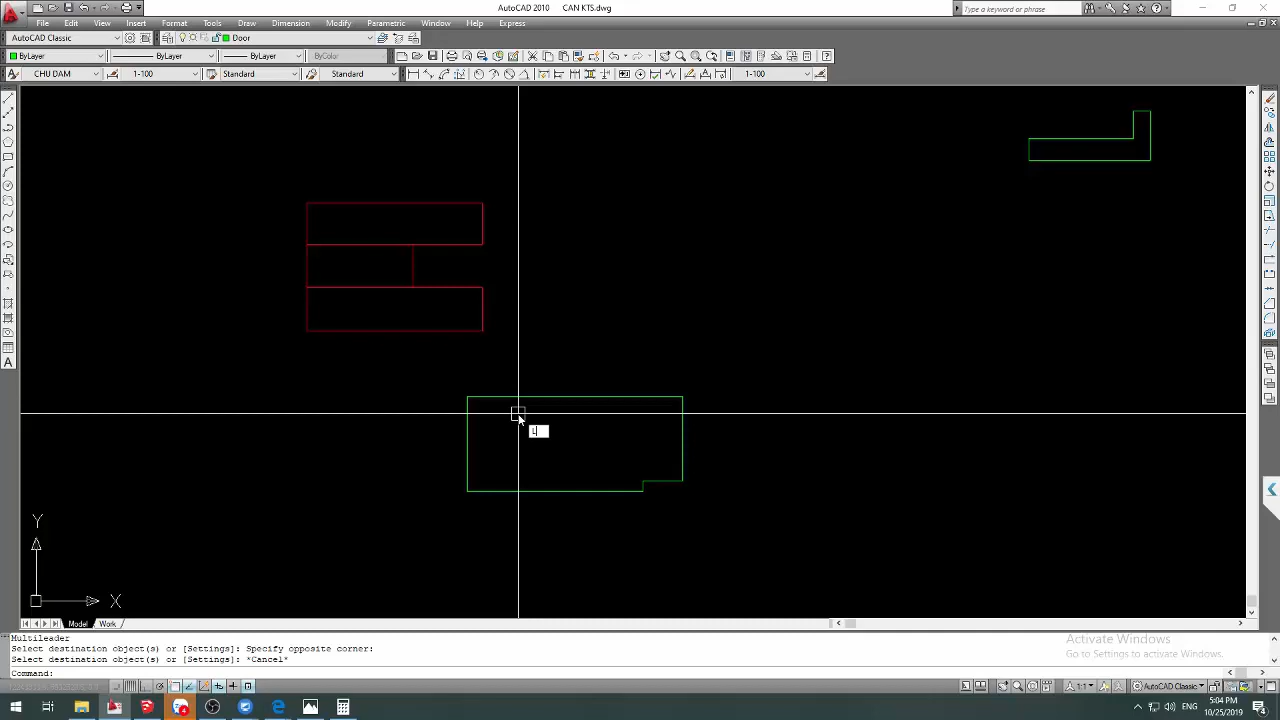 AutoCAD 2010 CAN KTS.dwg
Type a keyword or phrase
File Edit View Insert Format Tools Draw Dimension Modify Parametric Window Help Express
AutoCAD Classic Door
ByLayer ByLayer ByLayer ByColor
CHU DAM 1-100 Standard Standard 1-100
L
Y
X
Model Work
Multileader
Select destination object(s) or [Settings]: Specify opposite corner:
Select destination object(s) or [Settings]: *Cancel*
Command:
Activate Windows
Go to Settings to activate Windows.
1:1 AutoCAD Classic
ENG
5:04 PM
10/25/2019